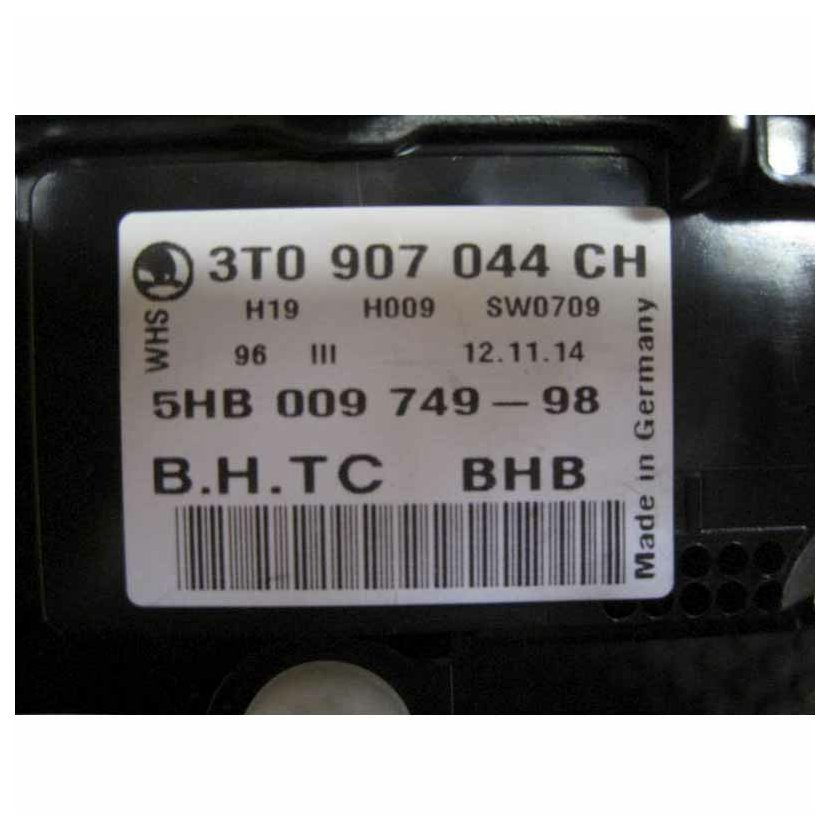 3T0 907 044 CH
H19 H009 SW0709
96 III 12.11.14
5HB 009 749-98
B.H.TC BHB
WHS
Made in Germany